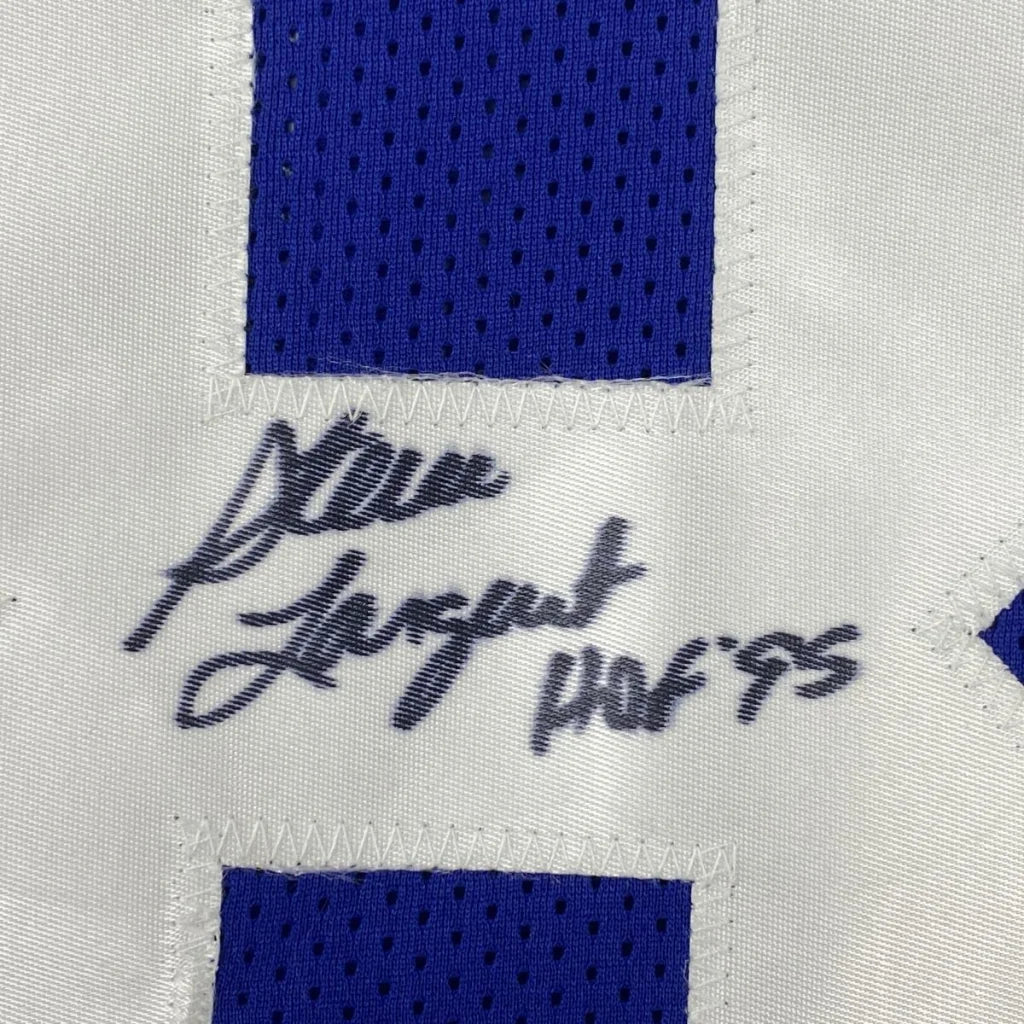 Steve
Largent
HOF '95